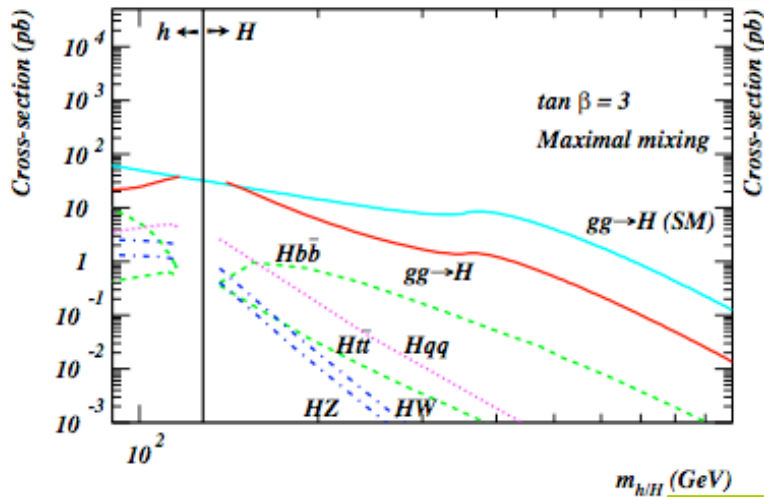 Cross-section (pb)
10⁴
10³
10² 
10
1
10⁻¹
10⁻²
10⁻³
h ◄- -► H
tan β = 3
Maximal mixing
gg→H (SM)
Hbb̄
gg→H
Htt̄
Hqq
HZ
HW
Cross-section (pb)
10²
m_{h/H} (GeV)